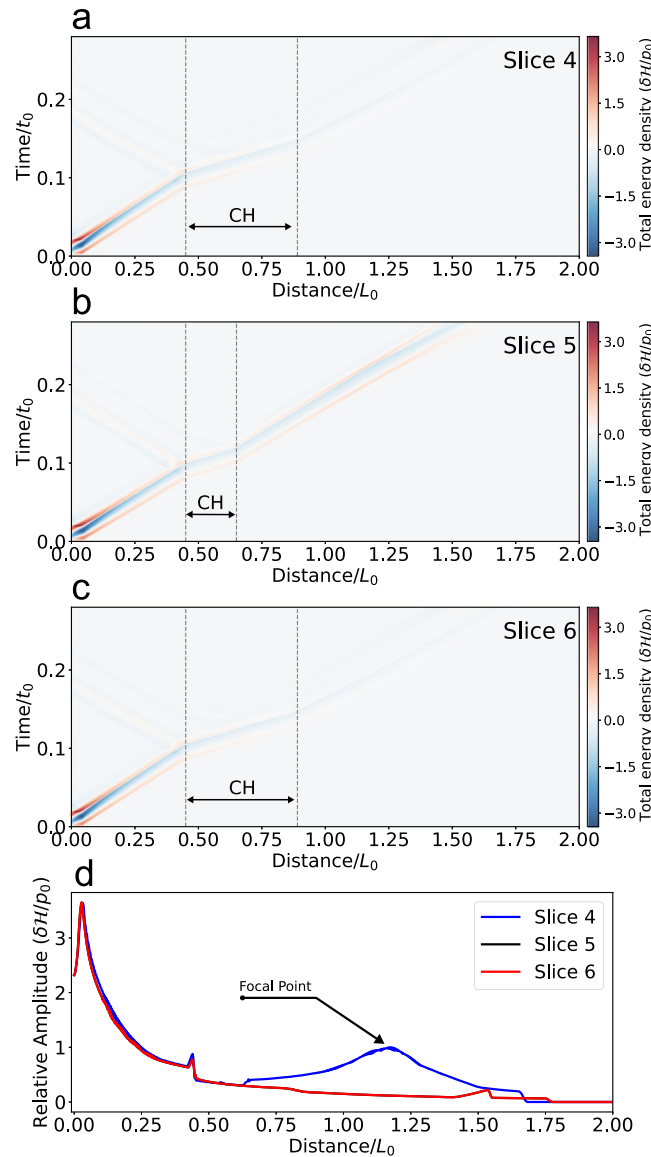 a
Slice 4
Time/t₀
0.2
0.1
0.0
CH
0.00 0.25 0.50 0.75 1.00 1.25 1.50 1.75 2.00
Distance/L₀
3.0
1.5
0.0
−1.5
−3.0
Total energy density (δℋ/p₀)
b
Slice 5
Time/t₀
0.2
0.1
0.0
CH
0.00 0.25 0.50 0.75 1.00 1.25 1.50 1.75 2.00
Distance/L₀
3.0
1.5
0.0
−1.5
−3.0
Total energy density (δℋ/p₀)
c
Slice 6
Time/t₀
0.2
0.1
0.0
CH
0.00 0.25 0.50 0.75 1.00 1.25 1.50 1.75 2.00
Distance/L₀
3.0
1.5
0.0
−1.5
−3.0
Total energy density (δℋ/p₀)
d
Relative Amplitude (δℋ/p₀)
3
2
1
0
Focal Point
Slice 4
Slice 5
Slice 6
0.00 0.25 0.50 0.75 1.00 1.25 1.50 1.75 2.00
Distance/L₀